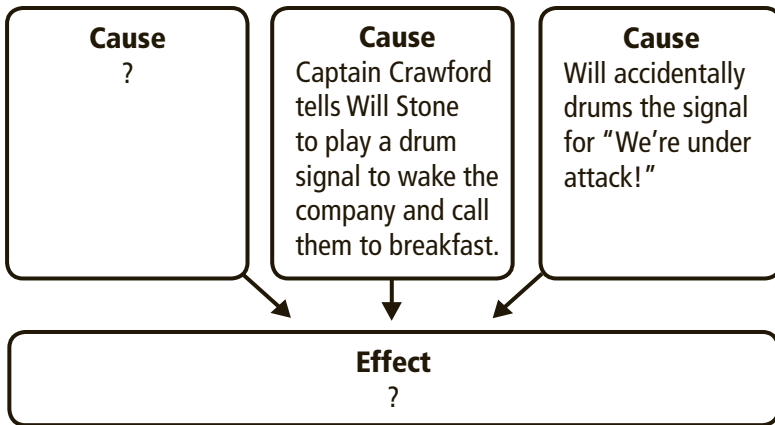 Cause
?
Cause
Captain Crawford
tells Will Stone
to play a drum
signal to wake the
company and call
them to breakfast.
Cause
Will accidentally
drums the signal
for “We’re under
attack!”
Effect
?